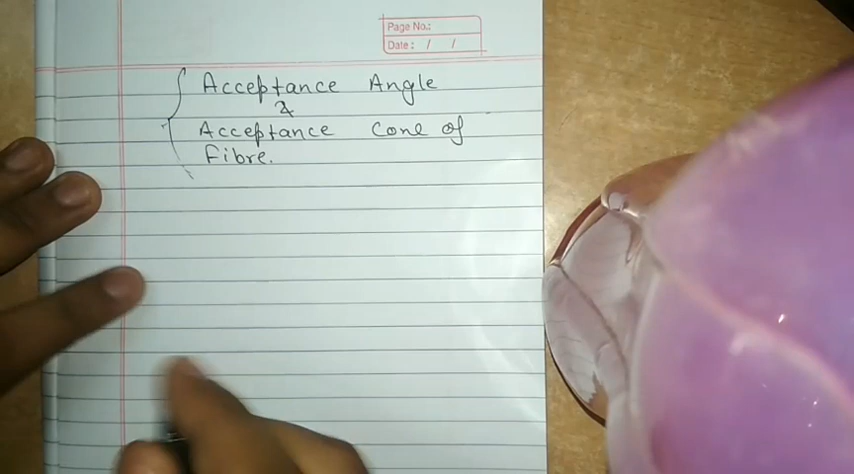 Page No.:
Date: / /
Acceptance Angle
&
Acceptance Cone of
Fibre.